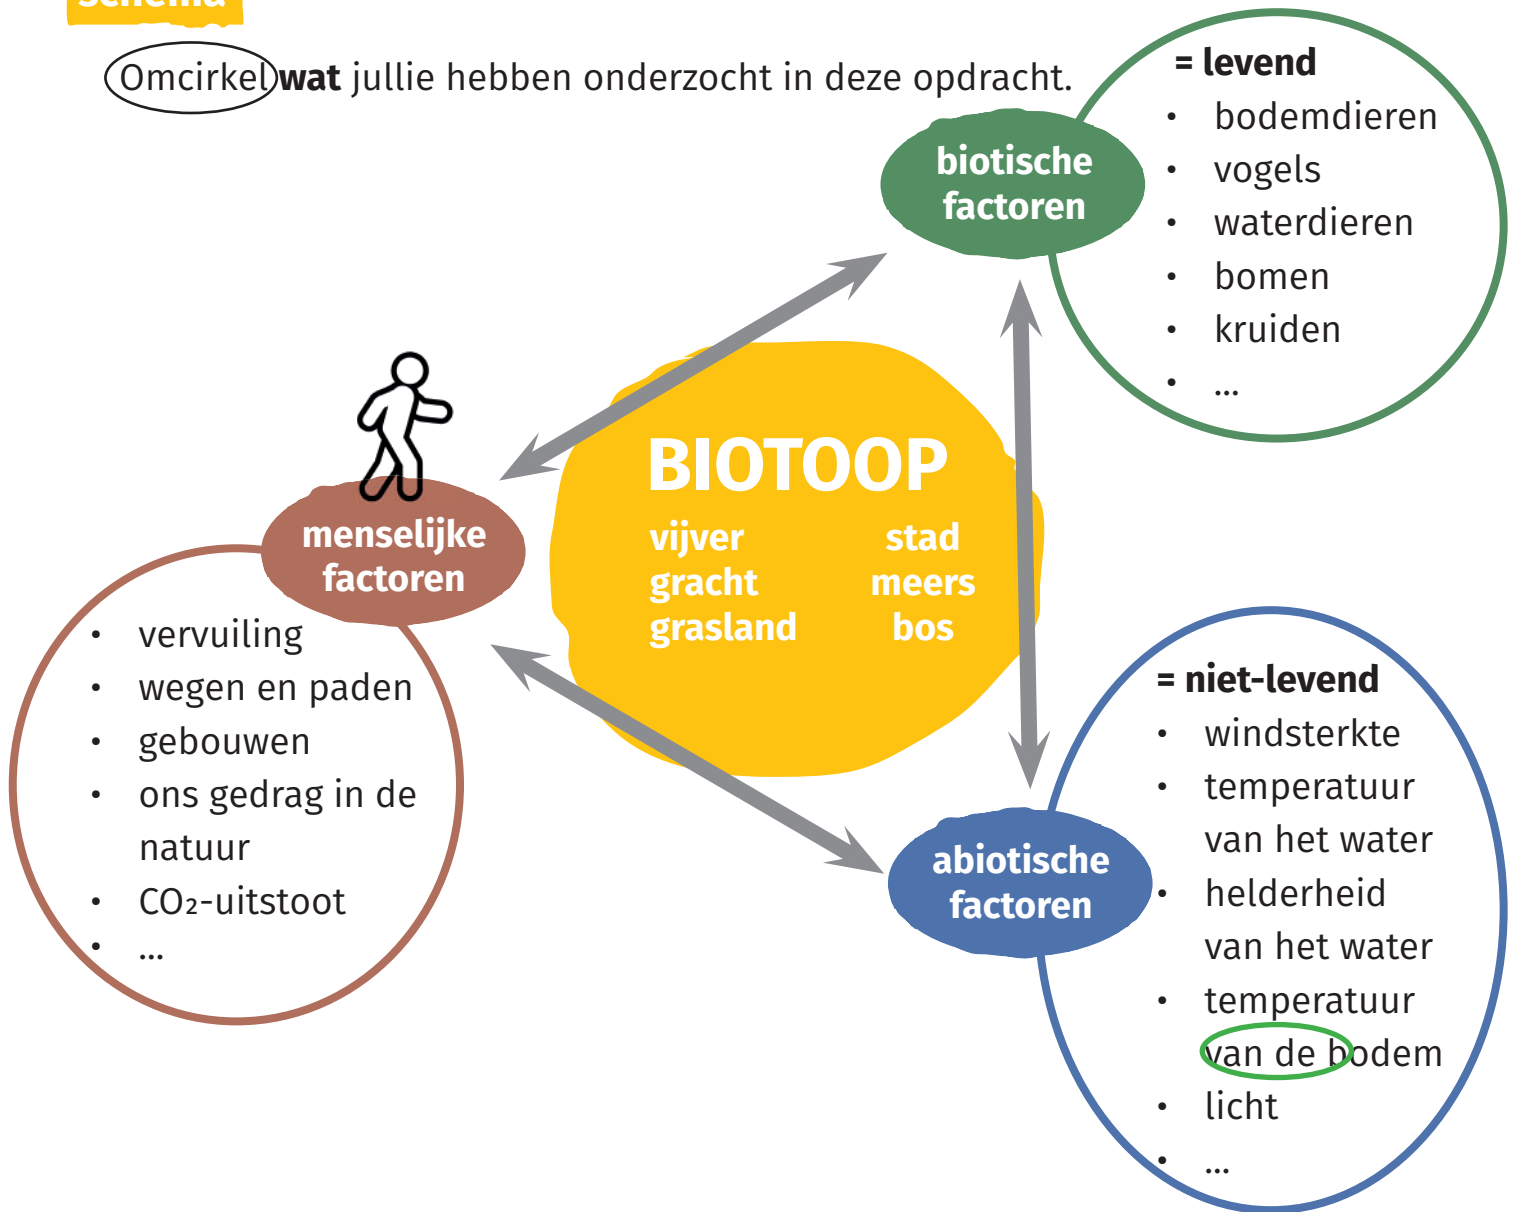 schema
Omcirkel wat jullie hebben onderzocht in deze opdracht.
= levend
• bodemdieren
• vogels
• waterdieren
• bomen
• kruiden
• ...
biotische
factoren
BIOTOOP
vijver stad
gracht meers
grasland bos
menselijke
factoren
• vervuiling
• wegen en paden
• gebouwen
• ons gedrag in de
natuur
• CO₂-uitstoot
• ...
= niet-levend
• windsterkte
• temperatuur
van het water
• helderheid
van het water
• temperatuur
van de bodem
• licht
• ...
abiotische
factoren